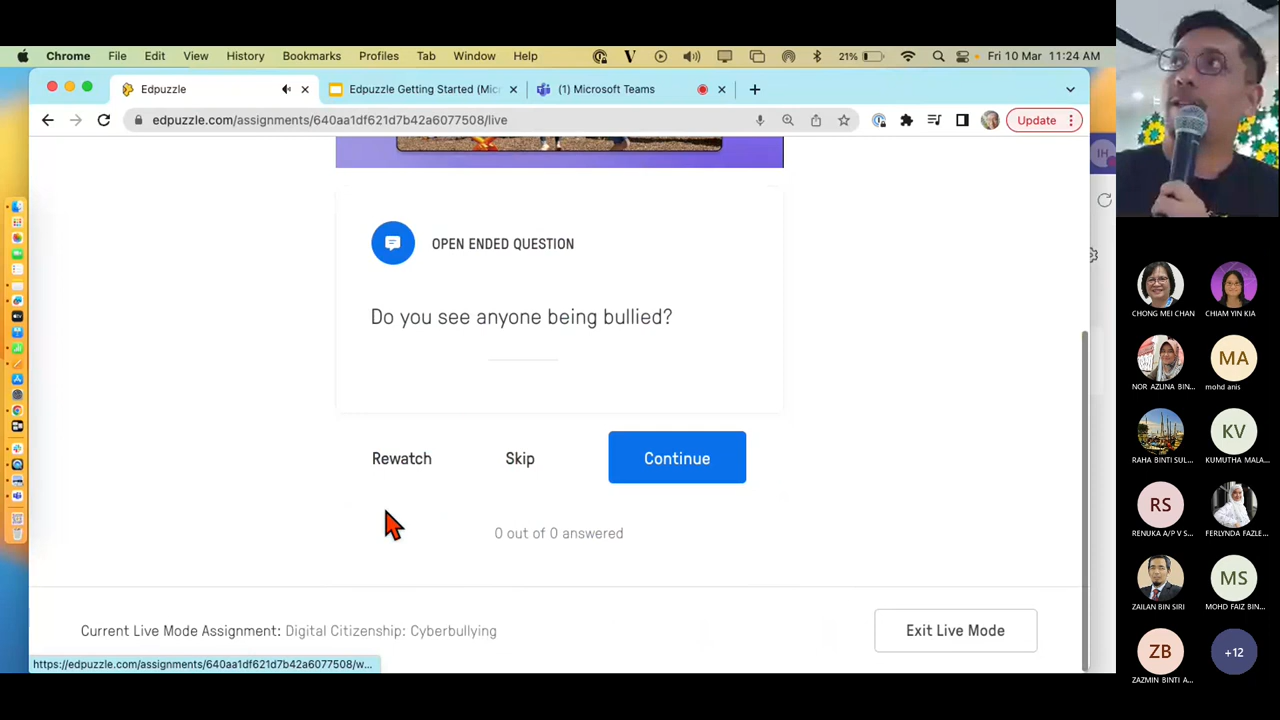 Chrome File Edit View History Bookmarks Profiles Tab Window Help V 21% Fri 10 Mar 11:24 AM
Edpuzzle
Edpuzzle Getting Started (Mic
(1) Microsoft Teams
edpuzzle.com/assignments/640aa1df621d7b42a6077508/live
Update
IH
OPEN ENDED QUESTION
Do you see anyone being bullied?
Rewatch
Skip
Continue
0 out of 0 answered
Current Live Mode Assignment: Digital Citizenship: Cyberbullying
Exit Live Mode
https://edpuzzle.com/assignments/640aa1df621d7b42a6077508/w...
CHONG MEI CHAN
CHIAM YIN KIA
NOR AZLINA BIN...
MA
mohd anis
RAHA BINTI SUL...
KV
KUMUTHA MALA...
RS
RENUKA A/P V S...
FERLYNDA FAZLE...
ZAILAN BIN SIRI
MS
MOHD FAIZ BIN...
ZB
ZAZMIN BINTI A...
+12